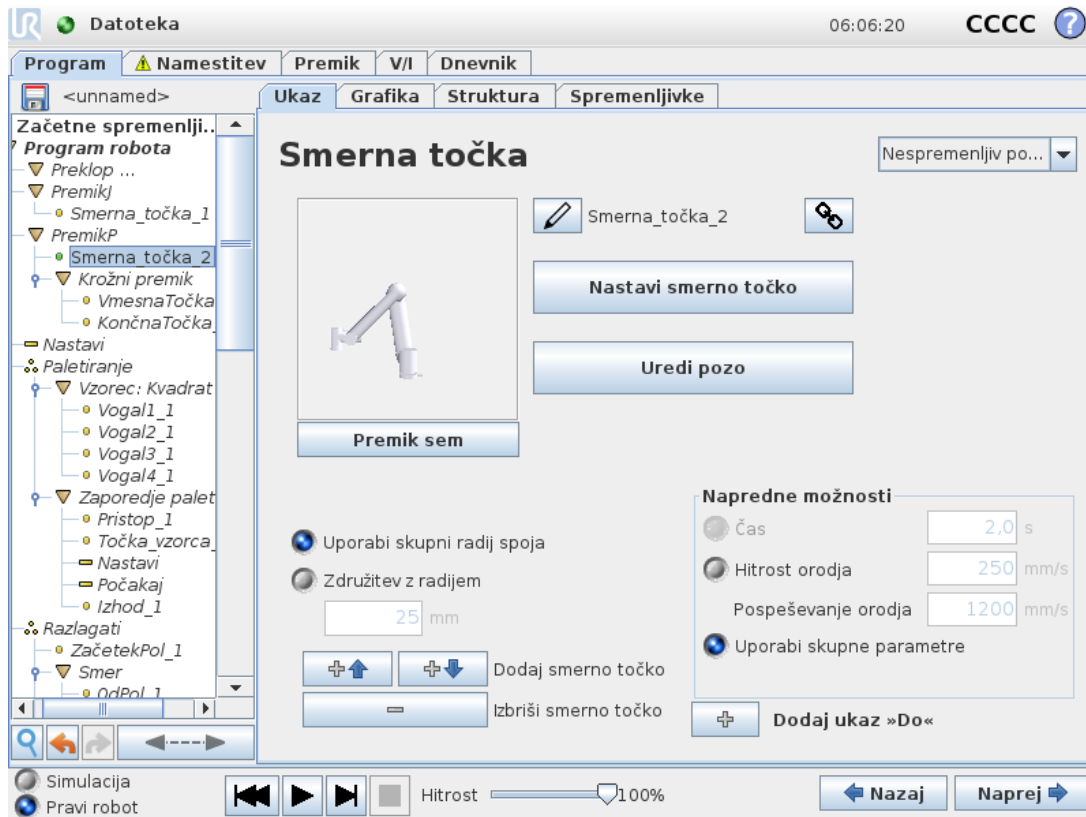 UR Datoteka 06:06:20 CCCC ?
Program Namestitev Premik V/I Dnevnik
<unnamed> Ukaz Grafika Struktura Spremenljivke
Začetne spremenlji..
Program robota
Preklop ...
PremikJ
Smerna_točka_1
PremikP
Smerna_točka_2
Krožni premik
VmesnaTočka
KončnaTočka_
Nastavi
Paletiranje
Vzorec: Kvadrat
Vogal1_1
Vogal2_1
Vogal3_1
Vogal4_1
Zaporedje palet
Pristop_1
Točka_vzorca_
Nastavi
Počakaj
Izhod_1
Razlagati
ZačetekPol_1
Smer
OdPol_1
Smerna točka
Nespremenljiv po...
Smerna_točka_2
Nastavi smerno točko
Uredi pozo
Premik sem
Uporabi skupni radij spoja
Združitev z radijem
25 mm
Dodaj smerno točko
Izbriši smerno točko
Napredne možnosti
Čas 2,0 s
Hitrost orodja 250 mm/s
Pospeševanje orodja 1200 mm/s
Uporabi skupne parametre
Dodaj ukaz »Do«
Simulacija
Pravi robot
Hitrost 100%
Nazaj Naprej